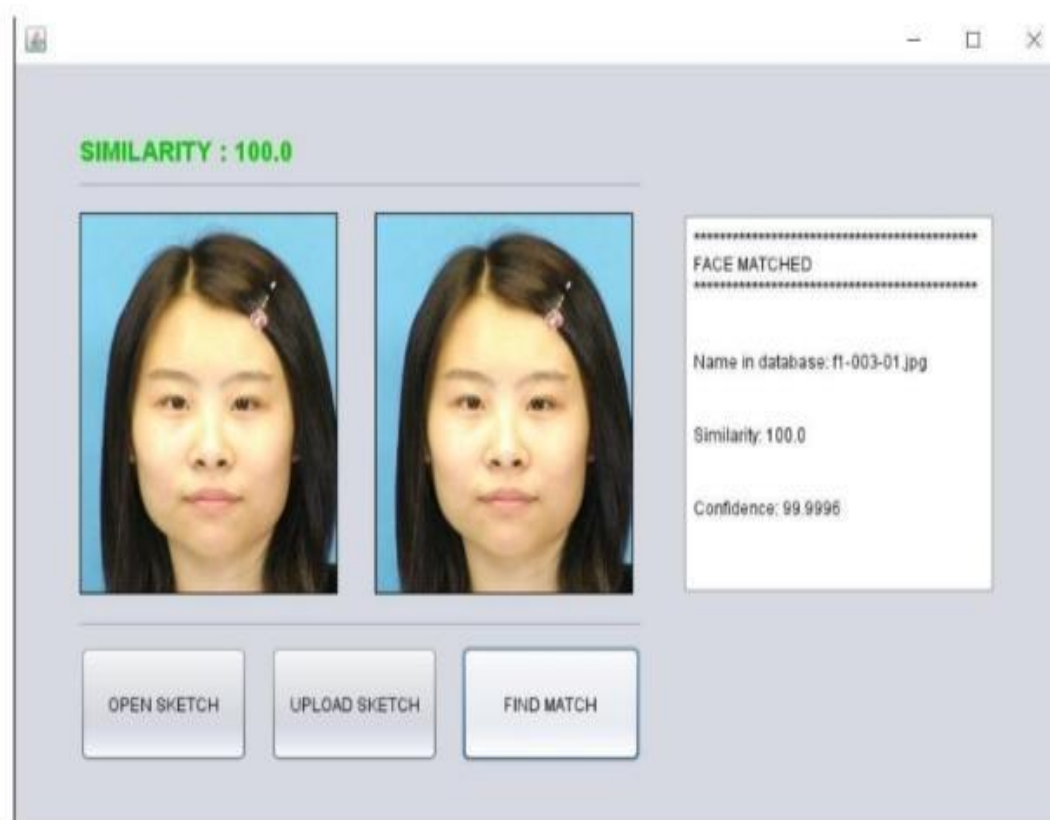 SIMILARITY : 100.0
********************************************
FACE MATCHED
********************************************
Name in database: f1-003-01.jpg
Similarity: 100.0
Confidence: 99.9996
OPEN SKETCH
UPLOAD SKETCH
FIND MATCH